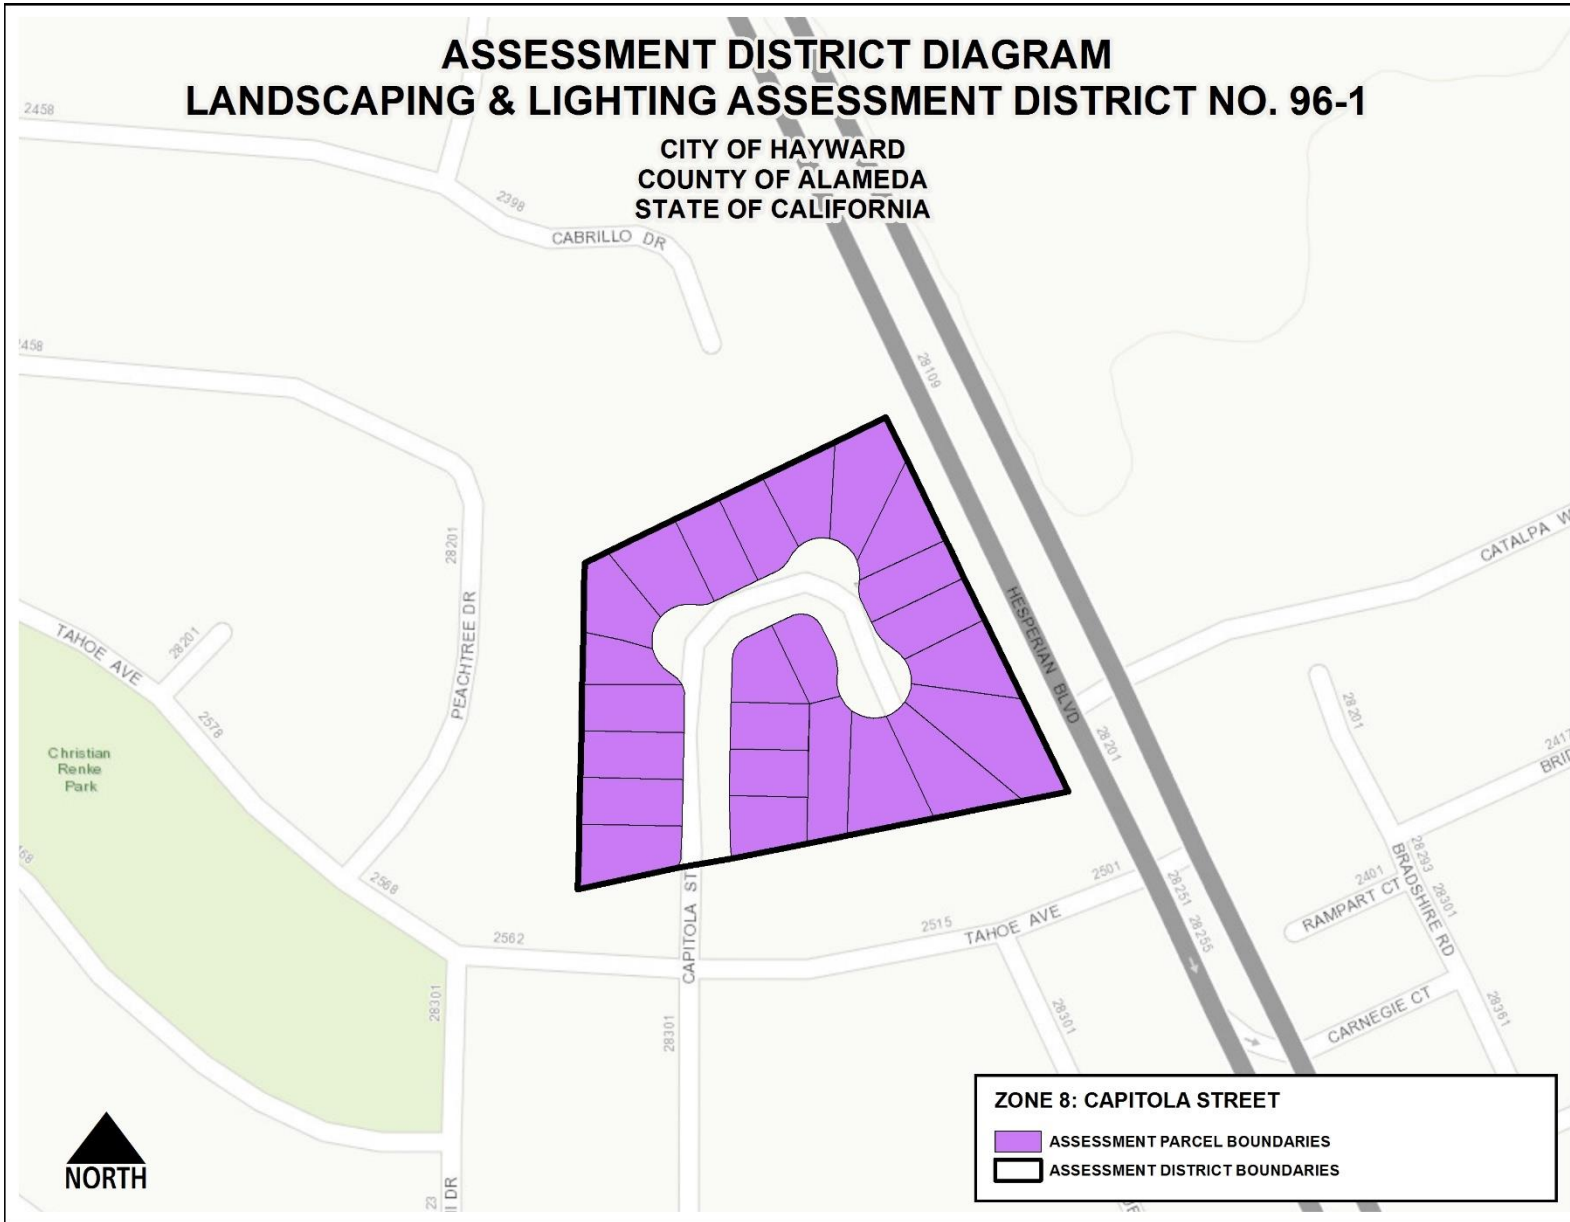 ASSESSMENT DISTRICT DIAGRAM
LANDSCAPING & LIGHTING ASSESSMENT DISTRICT NO. 96-1
CITY OF HAYWARD
COUNTY OF ALAMEDA
STATE OF CALIFORNIA
2458
2398
CABRILLO DR
2458
28109
28201
PEACHTREE DR
TAHOE AVE
28201
2578
Christian
Renke
Park
2568
2562
28301
CAPITOLA ST
28301
2515
TAHOE AVE
2501
28301
HESPERIAN BLVD
28201
28251
28255
CATALPA W
28201
2417
BRID
28293
28301
BRADSHIRE RD
2401
RAMPART CT
CARNEGIE CT
28361
23
DR
NORTH
ZONE 8: CAPITOLA STREET
ASSESSMENT PARCEL BOUNDARIES
ASSESSMENT DISTRICT BOUNDARIES